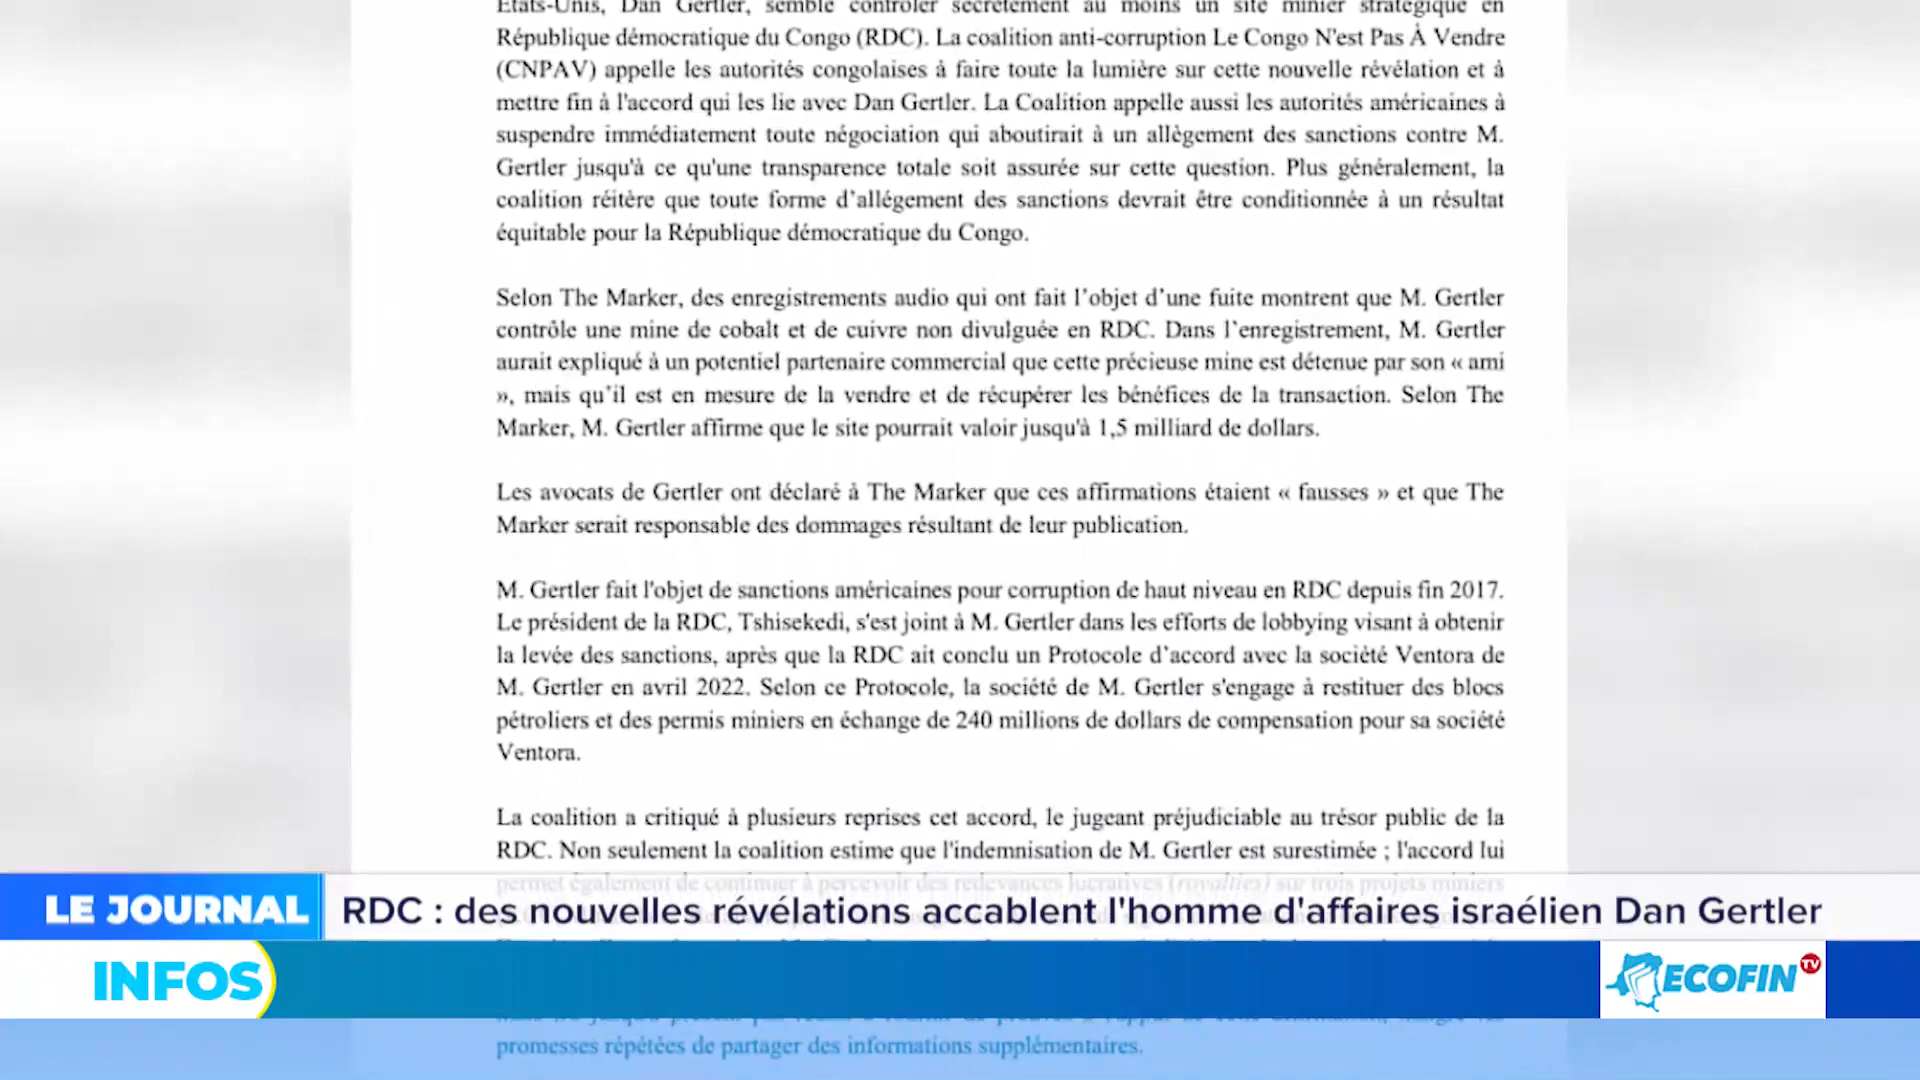 États-Unis, Dan Gertler, semble contrôler secrètement au moins un site minier stratégique en
République démocratique du Congo (RDC). La coalition anti-corruption Le Congo N'est Pas À Vendre
(CNPAV) appelle les autorités congolaises à faire toute la lumière sur cette nouvelle révélation et à
mettre fin à l'accord qui les lie avec Dan Gertler. La Coalition appelle aussi les autorités américaines à
suspendre immédiatement toute négociation qui aboutirait à un allègement des sanctions contre M.
Gertler jusqu'à ce qu'une transparence totale soit assurée sur cette question. Plus généralement, la
coalition réitère que toute forme d’allégement des sanctions devrait être conditionnée à un résultat
équitable pour la République démocratique du Congo.
Selon The Marker, des enregistrements audio qui ont fait l’objet d’une fuite montrent que M. Gertler
contrôle une mine de cobalt et de cuivre non divulguée en RDC. Dans l’enregistrement, M. Gertler
aurait expliqué à un potentiel partenaire commercial que cette précieuse mine est détenue par son « ami
», mais qu’il est en mesure de la vendre et de récupérer les bénéfices de la transaction. Selon The
Marker, M. Gertler affirme que le site pourrait valoir jusqu'à 1,5 milliard de dollars.
Les avocats de Gertler ont déclaré à The Marker que ces affirmations étaient « fausses » et que The
Marker serait responsable des dommages résultant de leur publication.
M. Gertler fait l'objet de sanctions américaines pour corruption de haut niveau en RDC depuis fin 2017.
Le président de la RDC, Tshisekedi, s'est joint à M. Gertler dans les efforts de lobbying visant à obtenir
la levée des sanctions, après que la RDC ait conclu un Protocole d’accord avec la société Ventora de
M. Gertler en avril 2022. Selon ce Protocole, la société de M. Gertler s'engage à restituer des blocs
pétroliers et des permis miniers en échange de 240 millions de dollars de compensation pour sa société
Ventora.
La coalition a critiqué à plusieurs reprises cet accord, le jugeant préjudiciable au trésor public de la
RDC. Non seulement la coalition estime que l'indemnisation de M. Gertler est surestimée ; l'accord lui
permet également de continuer à percevoir des redevances lucratives (royalties) sur trois projets miniers
LE JOURNAL
RDC : des nouvelles révélations accablent l'homme d'affaires israélien Dan Gertler
INFOS
ECOFIN TV
promesses répétées de partager des informations supplémentaires.